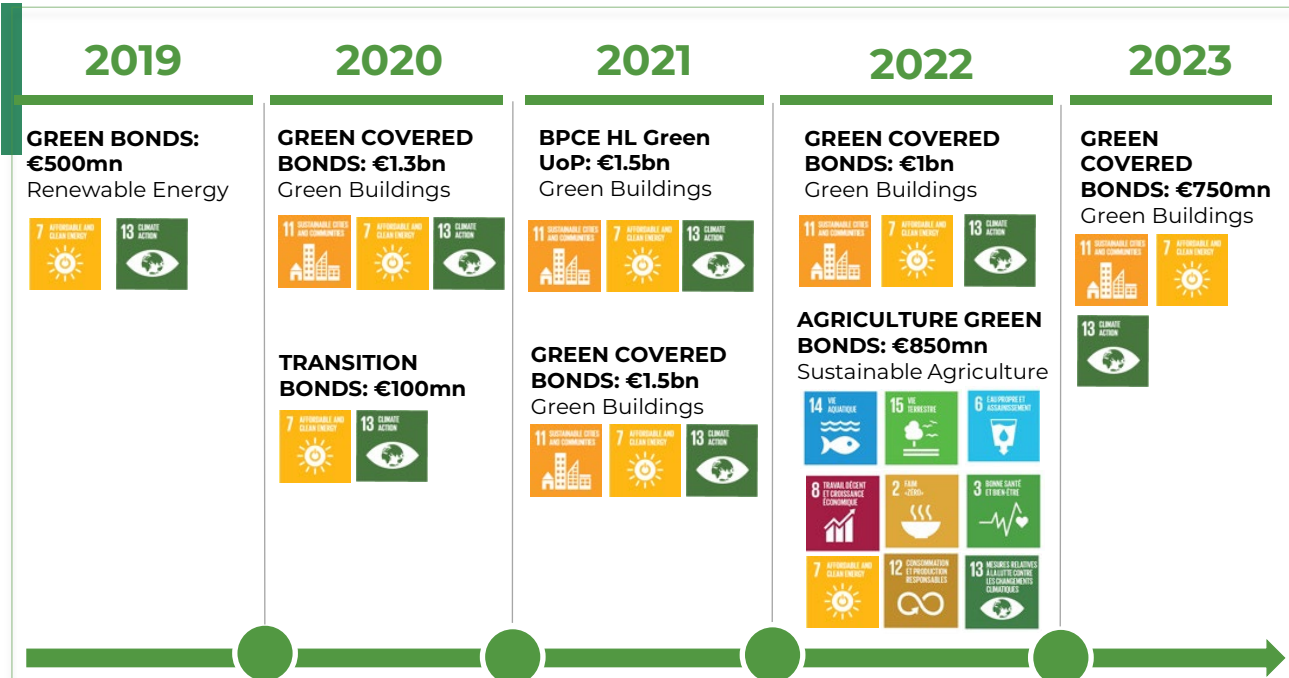 2019
GREEN BONDS:
€500mn
Renewable Energy
7 AFFORDABLE AND
CLEAN ENERGY
13 CLIMATE
ACTION
2020
GREEN COVERED
BONDS: €1.3bn
Green Buildings
11 SUSTAINABLE CITIES
AND COMMUNITIES
7 AFFORDABLE AND
CLEAN ENERGY
13 CLIMATE
ACTION
TRANSITION
BONDS: €100mn
7 AFFORDABLE AND
CLEAN ENERGY
13 CLIMATE
ACTION
2021
BPCE HL Green
UoP: €1.5bn
Green Buildings
11 SUSTAINABLE CITIES
AND COMMUNITIES
7 AFFORDABLE AND
CLEAN ENERGY
13 CLIMATE
ACTION
GREEN COVERED
BONDS: €1.5bn
Green Buildings
11 SUSTAINABLE CITIES
AND COMMUNITIES
7 AFFORDABLE AND
CLEAN ENERGY
13 CLIMATE
ACTION
2022
GREEN COVERED
BONDS: €1bn
Green Buildings
11 SUSTAINABLE CITIES
AND COMMUNITIES
7 AFFORDABLE AND
CLEAN ENERGY
13 CLIMATE
ACTION
AGRICULTURE GREEN
BONDS: €850mn
Sustainable Agriculture
14 VIE
AQUATIQUE
15 VIE
TERRESTRE
6 EAU PROPRE ET
ASSAINISSEMENT
8 TRAVAIL DÉCENT
ET CROISSANCE
ÉCONOMIQUE
2 FAIM
«ZÉRO»
3 BONNE SANTÉ
ET BIEN-ÊTRE
7 AFFORDABLE AND
CLEAN ENERGY
12 CONSOMMATION
ET PRODUCTION
RESPONSABLES
13 MESURES RELATIVES
À LA LUTTE CONTRE
LES CHANGEMENTS
CLIMATIQUES
2023
GREEN
COVERED
BONDS: €750mn
Green Buildings
11 SUSTAINABLE CITIES
AND COMMUNITIES
7 AFFORDABLE AND
CLEAN ENERGY
13 CLIMATE
ACTION